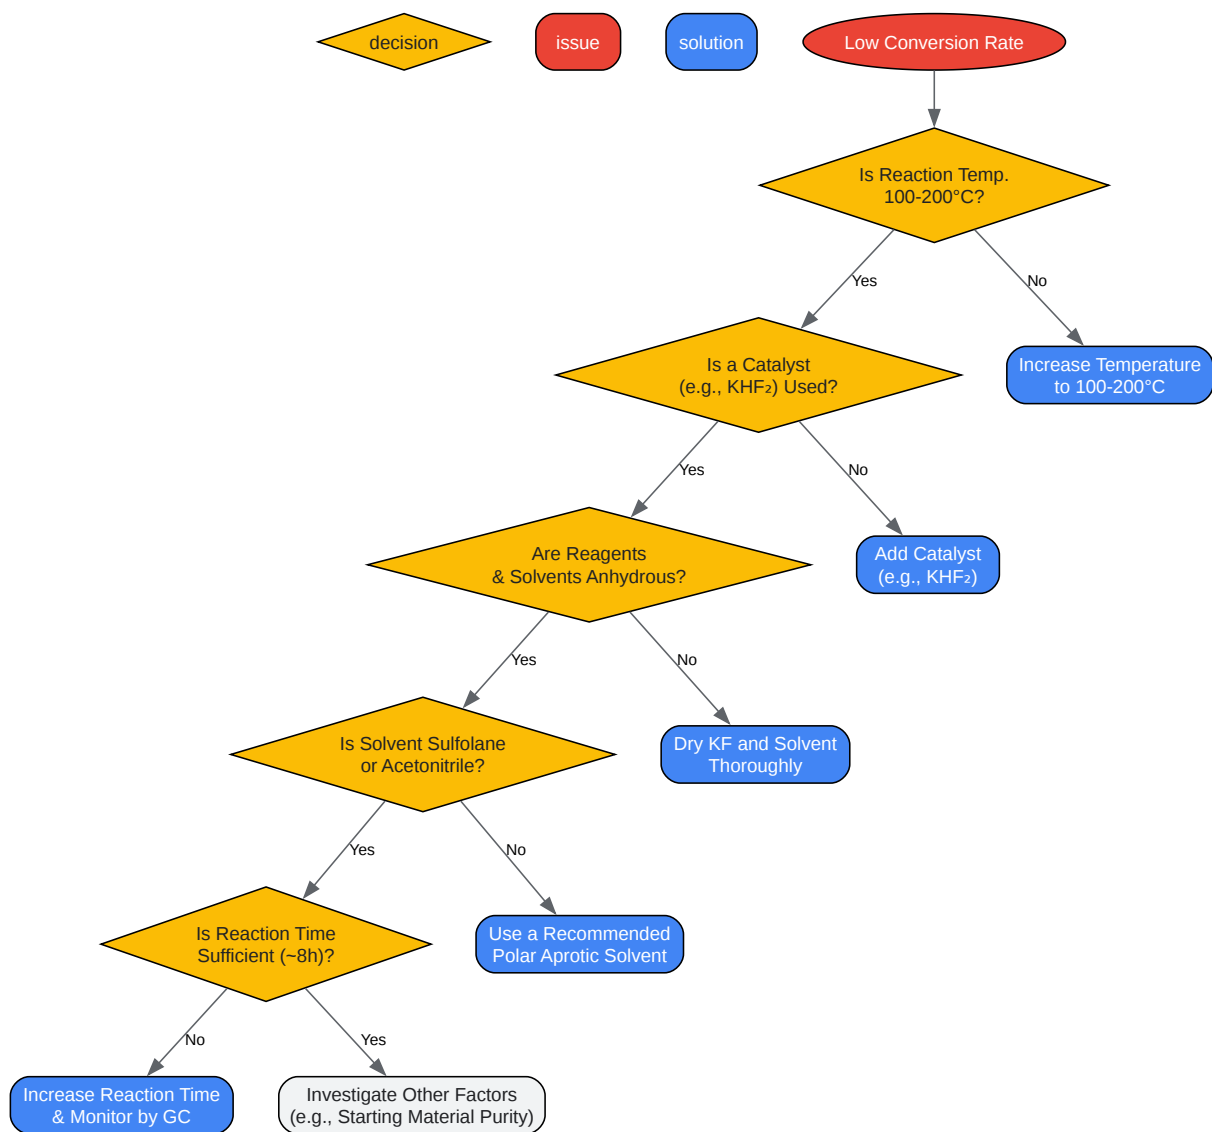 decision
issue
solution
Low Conversion Rate
Is Reaction Temp.
100-200°C?
Yes
No
Is a Catalyst
(e.g., KHF₂) Used?
Increase Temperature
to 100-200°C
Yes
No
Are Reagents
& Solvents Anhydrous?
Add Catalyst
(e.g., KHF₂)
Yes
No
Is Solvent Sulfolane
or Acetonitrile?
Dry KF and Solvent
Thoroughly
Yes
No
Is Reaction Time
Sufficient (~8h)?
Use a Recommended
Polar Aprotic Solvent
No
Yes
Increase Reaction Time
& Monitor by GC
Investigate Other Factors
(e.g., Starting Material Purity)